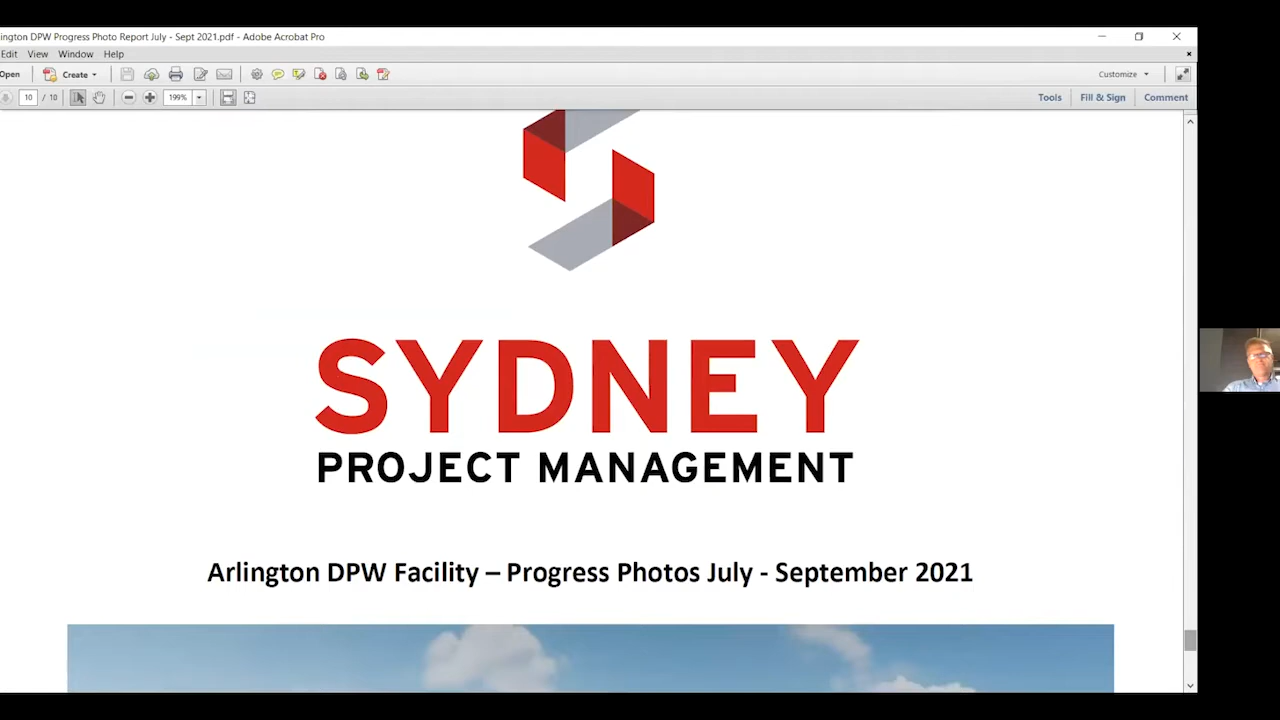 ington DPW Progress Photo Report July - Sept 2021.pdf - Adobe Acrobat Pro
Edit View Window Help
Open Create Customize
10 / 10 199% Tools Fill & Sign Comment
SYDNEY
PROJECT MANAGEMENT
Arlington DPW Facility – Progress Photos July - September 2021